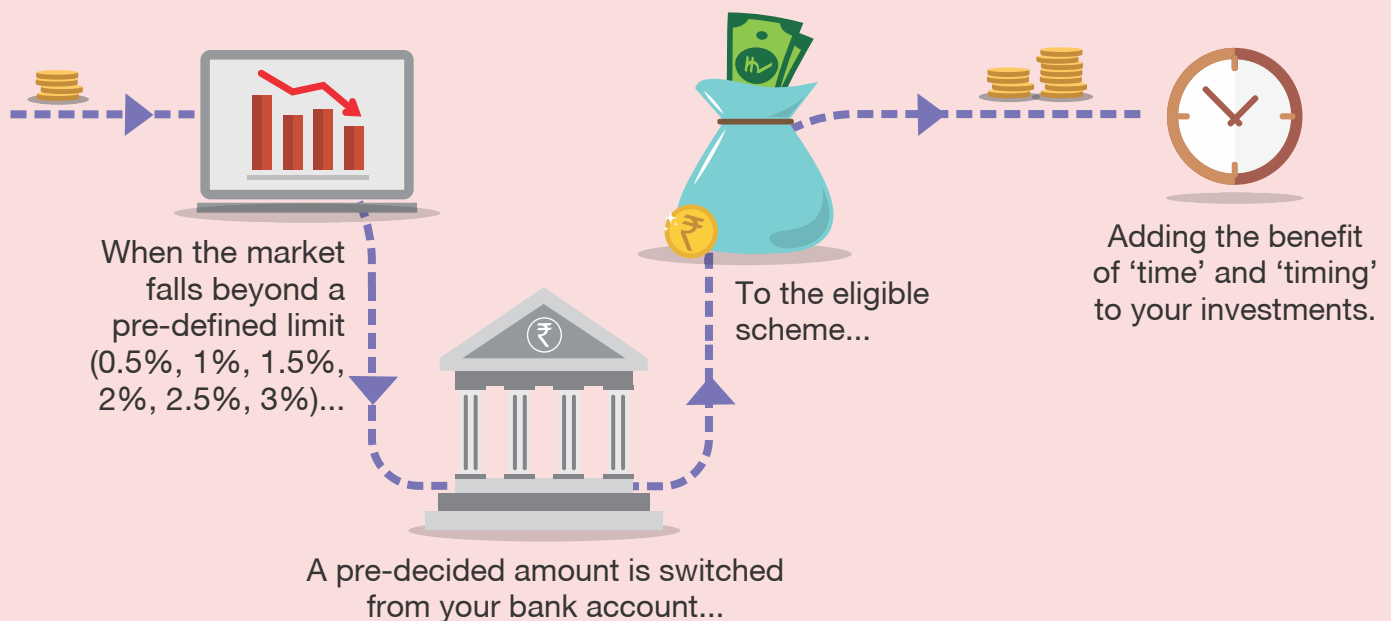 When the market
falls beyond a
pre-defined limit
(0.5%, 1%, 1.5%,
2%, 2.5%, 3%)...
₹
A pre-decided amount is switched
from your bank account...
₹
₹
To the eligible
scheme...
Adding the benefit
of ‘time’ and ‘timing’
to your investments.